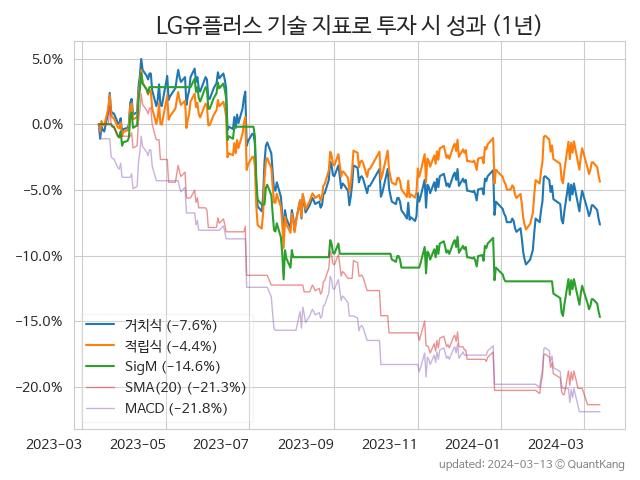 LG유플러스 기술 지표로 투자 시 성과 (1년)
5.0%
0.0%
−5.0%
−10.0%
−15.0%
−20.0%
거치식 (−7.6%)
적립식 (−4.4%)
SigM (−14.6%)
SMA(20) (−21.3%)
MACD (−21.8%)
2023−03 2023−05 2023−07 2023−09 2023−11 2024−01 2024−03
updated: 2024−03−13 ⓒ QuantKang